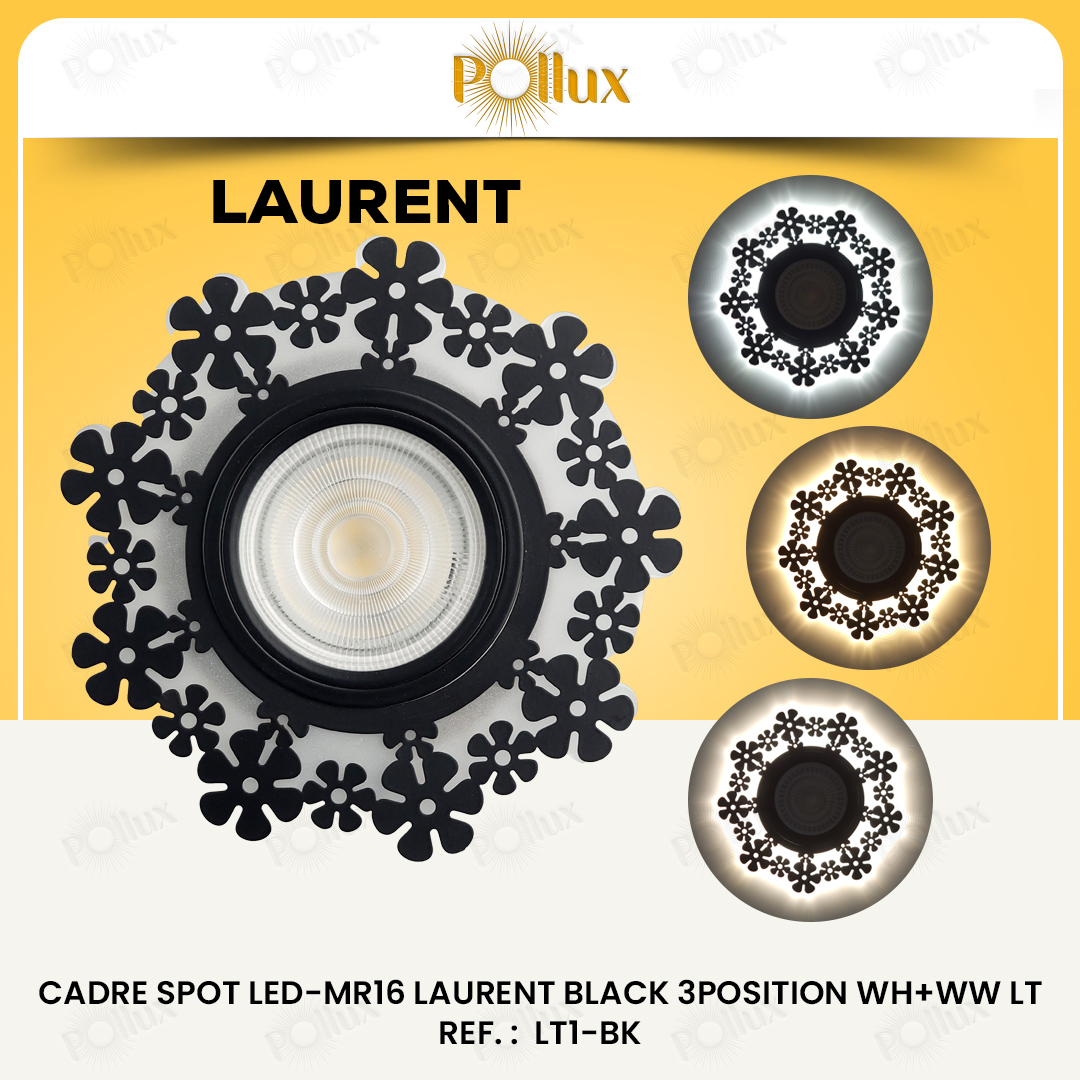 Pollux
LAURENT
CADRE SPOT LED-MR16 LAURENT BLACK 3POSITION WH+WW LT
REF. : LT1-BK